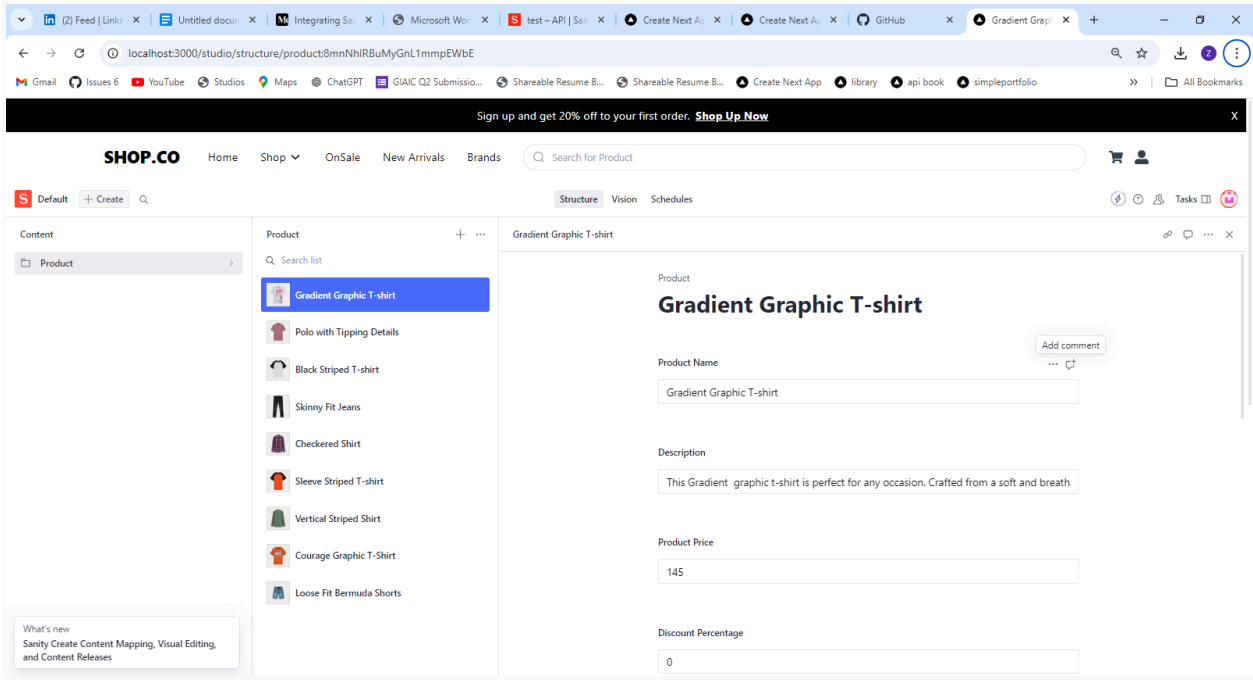 (2) Feed | Linke
Untitled docum
Integrating Sai
Microsoft Wor
test – API | San
Create Next Ap
Create Next Ap
GitHub
Gradient Graph
localhost:3000/studio/structure/product;8mnNhIRBuMyGnL1mmpEWbE
Z
Gmail
Issues 6
YouTube
Studios
Maps
ChatGPT
GIAIC Q2 Submissio...
Shareable Resume B...
Shareable Resume B...
Create Next App
library
api book
simpleportfolio
»
All Bookmarks
Sign up and get 20% off to your first order. Shop Up Now
X
SHOP.CO
Home
Shop
OnSale
New Arrivals
Brands
Search for Product
S
Default
+ Create
Structure
Vision
Schedules
Tasks
Content
Product
Gradient Graphic T-shirt
Product
Search list
Gradient Graphic T-shirt
Polo with Tipping Details
Black Striped T-shirt
Skinny Fit Jeans
Checkered Shirt
Sleeve Striped T-shirt
Vertical Striped Shirt
Courage Graphic T-Shirt
Loose Fit Bermuda Shorts
Product
Gradient Graphic T-shirt
Add comment
Product Name
Gradient Graphic T-shirt
Description
This Gradient graphic t-shirt is perfect for any occasion. Crafted from a soft and breath
Product Price
145
Discount Percentage
0
What's new
Sanity Create Content Mapping, Visual Editing,
and Content Releases